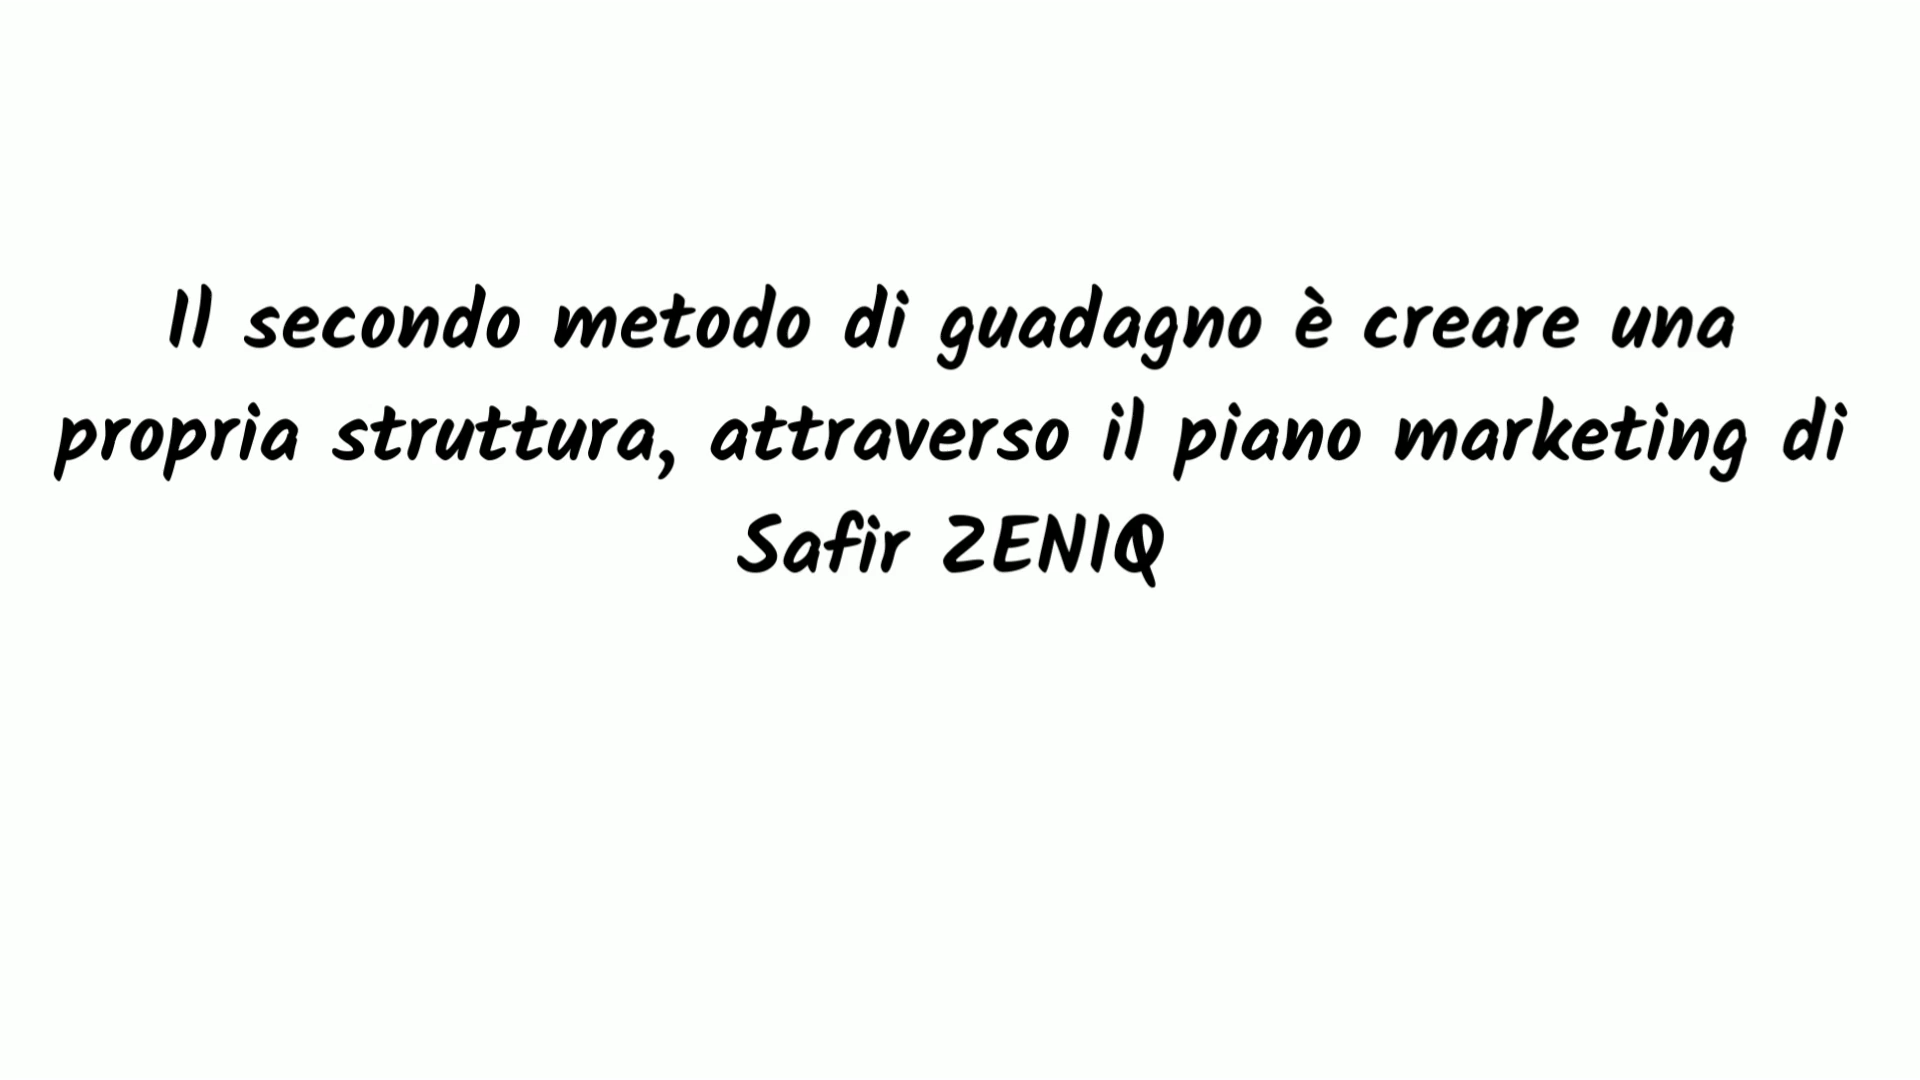 Il secondo metodo di guadagno è creare una
propria struttura, attraverso il piano marketing di
Safir ZENIQ